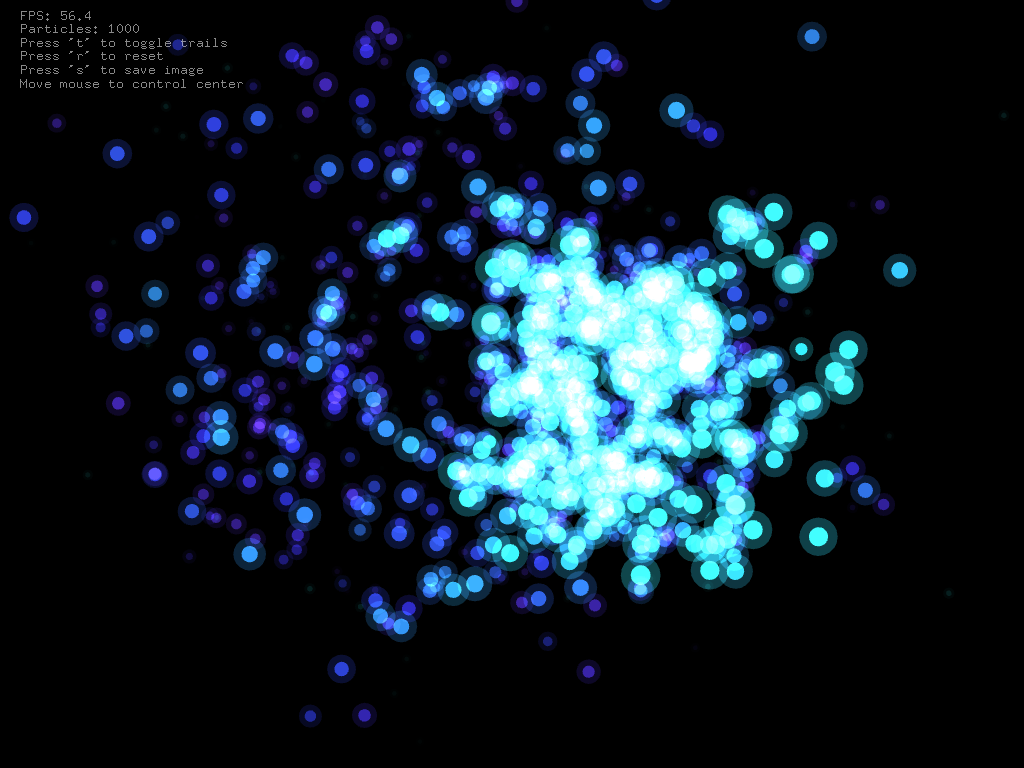 FPS: 56.4
Particles: 1000
Press 't' to toggle trails
Press 'r' to reset
Press 's' to save image
Move mouse to control center